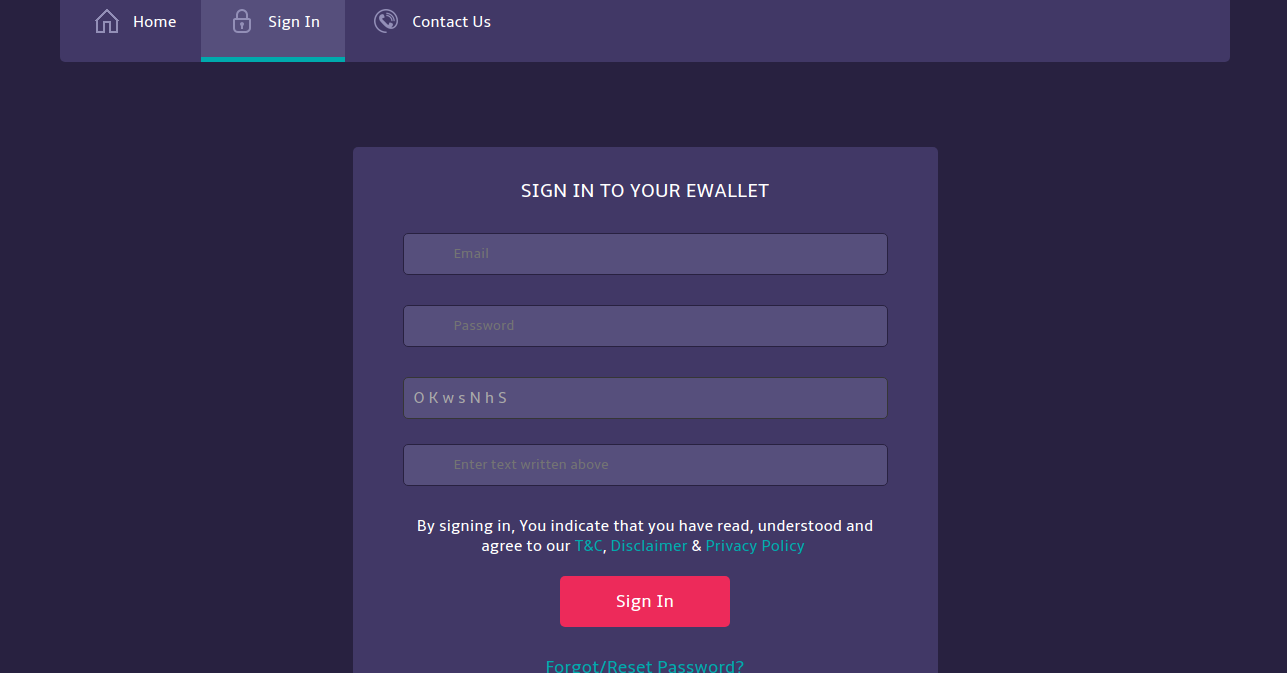 Home Sign In Contact Us
SIGN IN TO YOUR EWALLET
Email
Password
O K w s N h S
Enter text written above
By signing in, You indicate that you have read, understood and
agree to our T&C, Disclaimer & Privacy Policy
Sign In
Forgot/Reset Password?